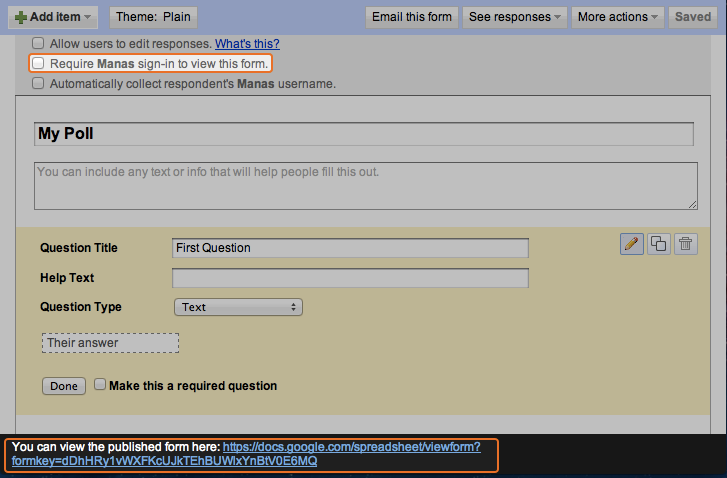 Add item Theme: Plain Email this form See responses More actions Saved
Allow users to edit responses. What's this?
Require Manas sign-in to view this form.
Automatically collect respondent's Manas username.
My Poll
You can include any text or info that will help people fill this out.
Question Title First Question
Help Text
Question Type Text
Their answer
Done Make this a required question
You can view the published form here: https://docs.google.com/spreadsheet/viewform?
formkey=dDhHRy1vWXFKcUJkTEhBUWlxYnBtV0E6MQ